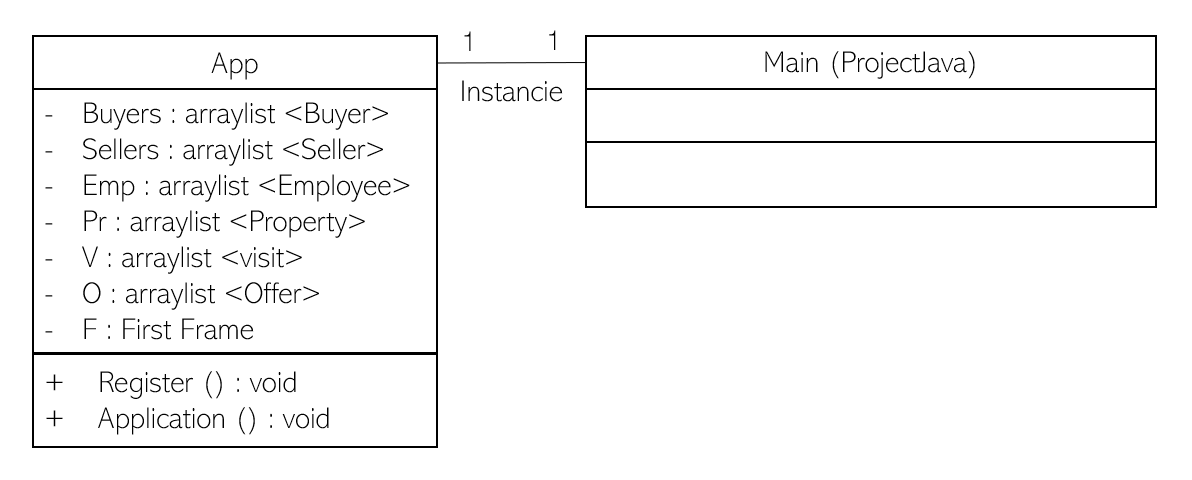 App
- Buyers : arraylist <Buyer>
- Sellers : arraylist <Seller>
- Emp : arraylist <Employee>
- Pr : arraylist <Property>
- V : arraylist <visit>
- O : arraylist <Offer>
- F : First Frame
+ Register () : void
+ Application () : void
1 1
Instancie
Main (ProjectJava)